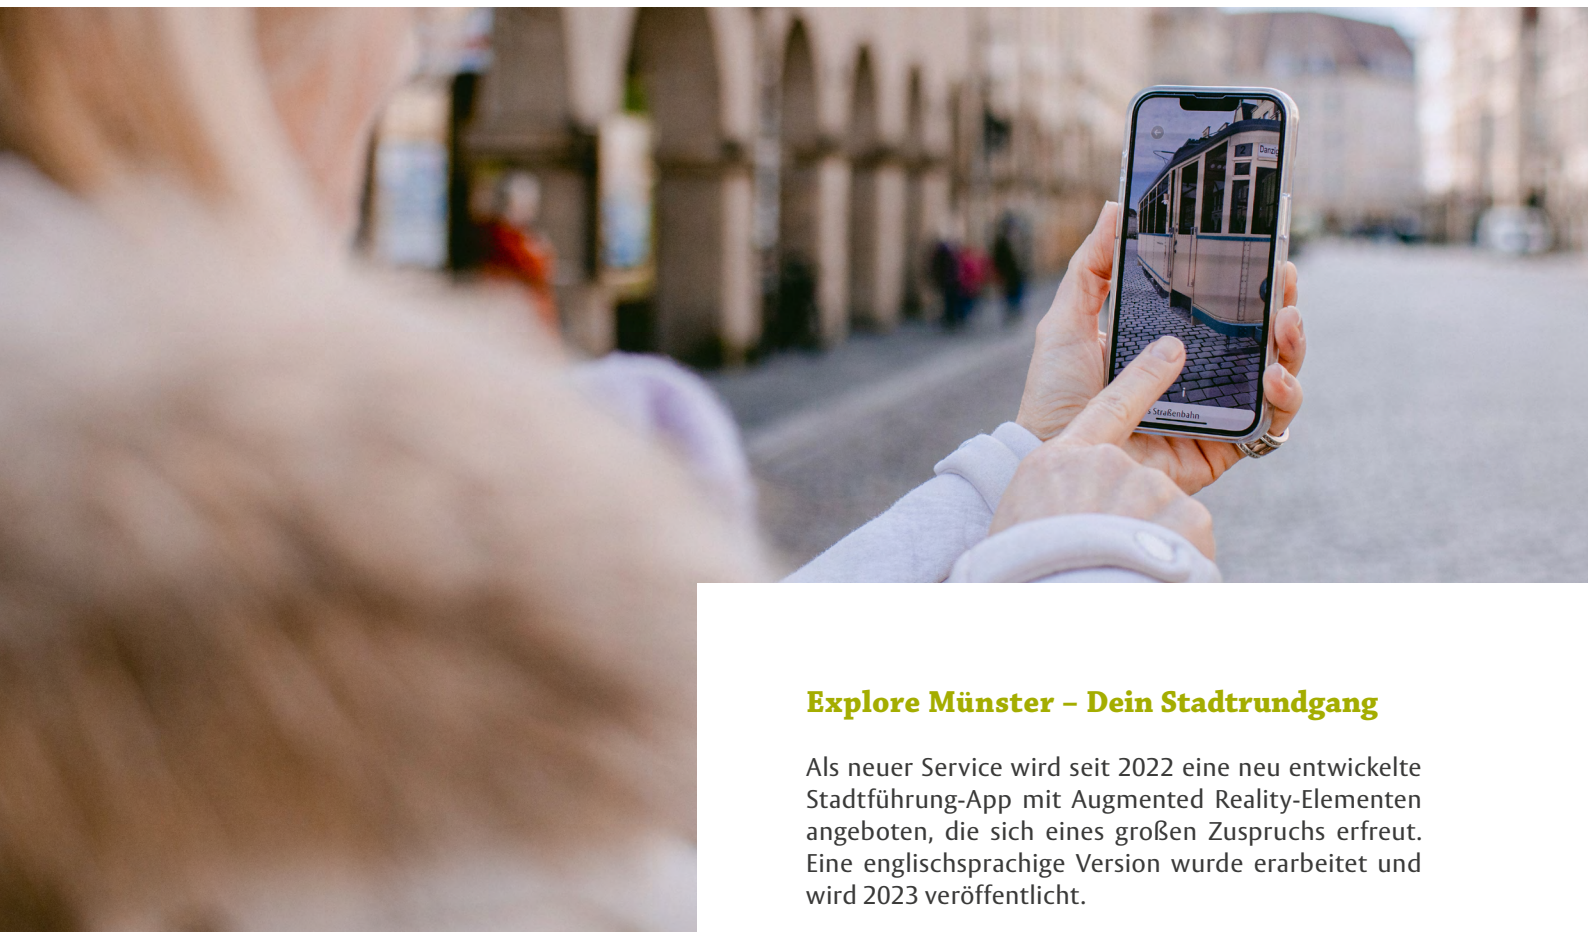 Straßenbahn
Explore Münster – Dein Stadtrundgang
Als neuer Service wird seit 2022 eine neu entwickelte
Stadtführung-App mit Augmented Reality-Elementen
angeboten, die sich eines großen Zuspruchs erfreut.
Eine englischsprachige Version wurde erarbeitet und
wird 2023 veröffentlicht.